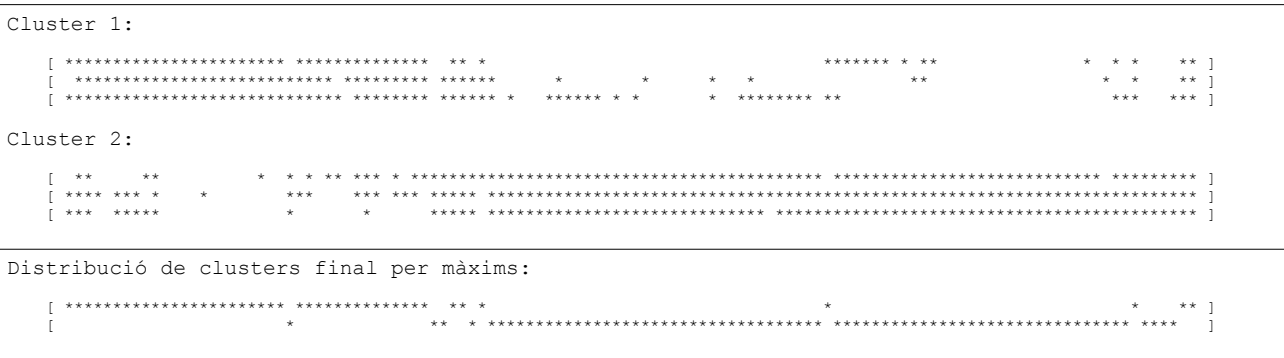 Cluster 1:
[ *********************** ************** ** * ******* * ** * * * ** ]
[ *************************** ********* ****** * * * * ** * * ** ]
[ ***************************** ******** ****** * ****** * * * ******** ** *** *** ]
Cluster 2:
[ ** ** * * * * ** *** * ******************************************* **************************** ********* ]
[ **** *** * * *** *** *** ***** ************************************************************************** ]
[ *** ***** * * ***** ***************************** ******************************************** ]
Distribució de clusters final per màxims:
[ *********************** ************** ** * * * ** ]
[ * ** * *********************************** ******************************* **** ]